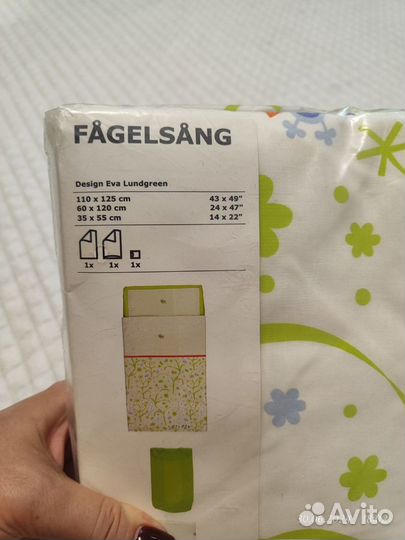 FÅGELSÅNG
Design Eva Lundgreen
110 x 125 cm 43 x 49"
60 x 120 cm 24 x 47"
35 x 55 cm 14 x 22"
1x 1x 1x
Avito